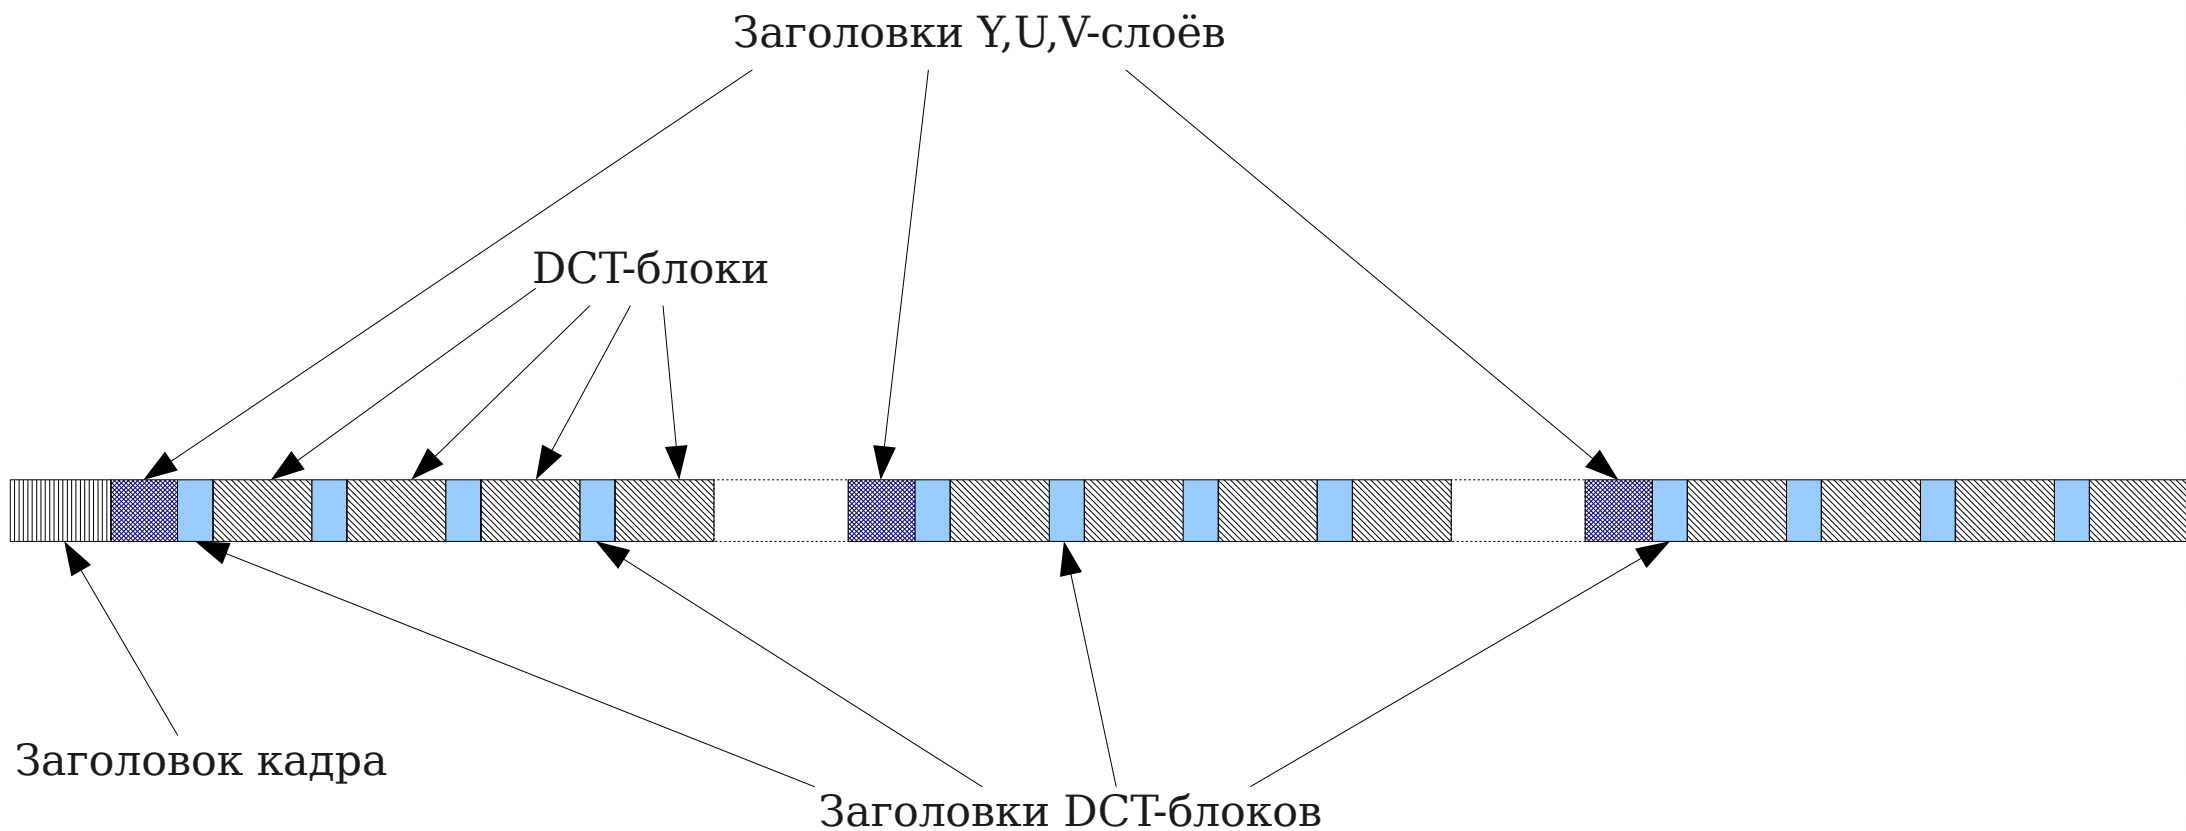 Заголовки Y,U,V-слоёв
DCT-блоки
Заголовок кадра
Заголовки DCT-блоков